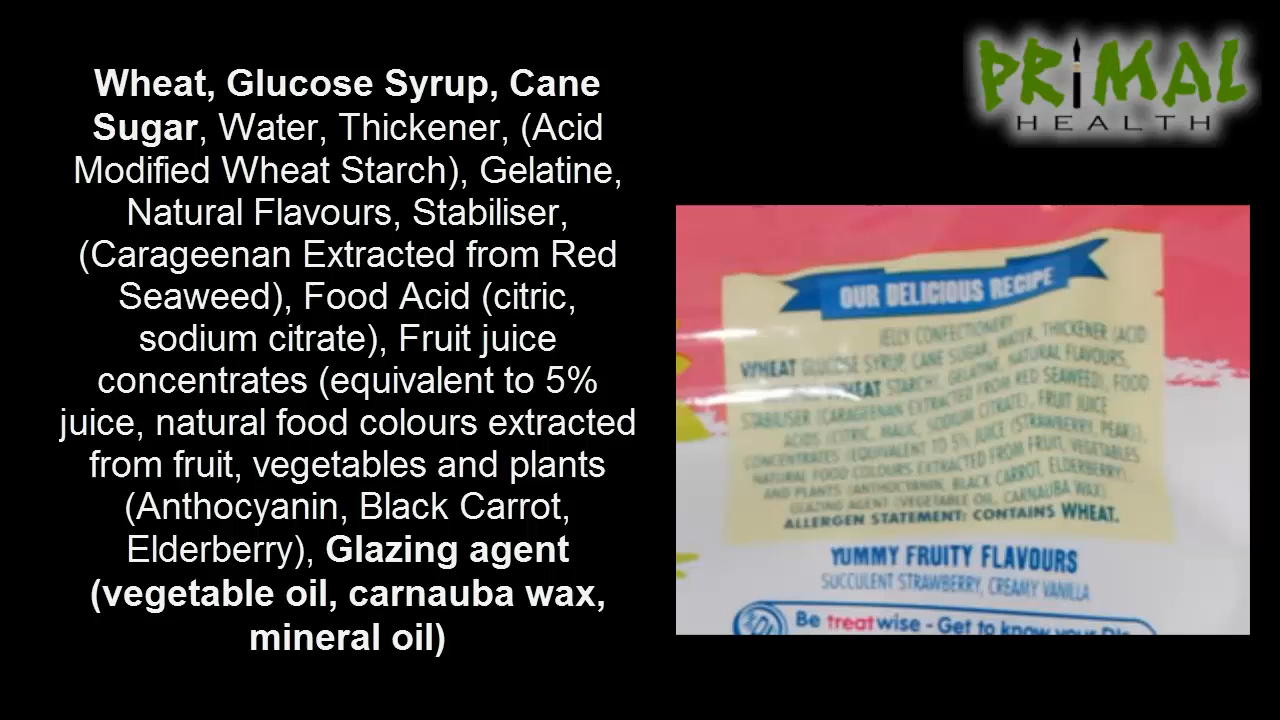 Wheat, Glucose Syrup, Cane
Sugar, Water, Thickener, (Acid
Modified Wheat Starch), Gelatine,
Natural Flavours, Stabiliser,
(Carageenan Extracted from Red
Seaweed), Food Acid (citric,
sodium citrate), Fruit juice
concentrates (equivalent to 5%
juice, natural food colours extracted
from fruit, vegetables and plants
(Anthocyanin, Black Carrot,
Elderberry), Glazing agent
(vegetable oil, carnauba wax,
mineral oil)
PRIMAL
HEALTH
OUR DELICIOUS RECIPE
JELLY CONFECTIONERY
WHEAT GLUCOSE SYRUP, CANE SUGAR, WATER, THICKENER (ACID
WHEAT STARCH), GELATINE, NATURAL FLAVOURS,
STABILISER (CARAGEENAN EXTRACTED FROM RED SEAWEED), FOOD
ACIDS (CITRIC, MALIC, SODIUM CITRATE), FRUIT JUICE
CONCENTRATES (EQUIVALENT TO 5% JUICE (STRAWBERRY, PEAR),
NATURAL FOOD COLOURS EXTRACTED FROM FRUIT, VEGETABLES
AND PLANTS (ANTHOCYANIN, BLACK CARROT, ELDERBERRY),
GLAZING AGENT (VEGETABLE OIL, CARNAUBA WAX).
ALLERGEN STATEMENT: CONTAINS WHEAT.
YUMMY FRUITY FLAVOURS
SUCCULENT STRAWBERRY, CREAMY VANILLA
Be treatwise - Get to know your